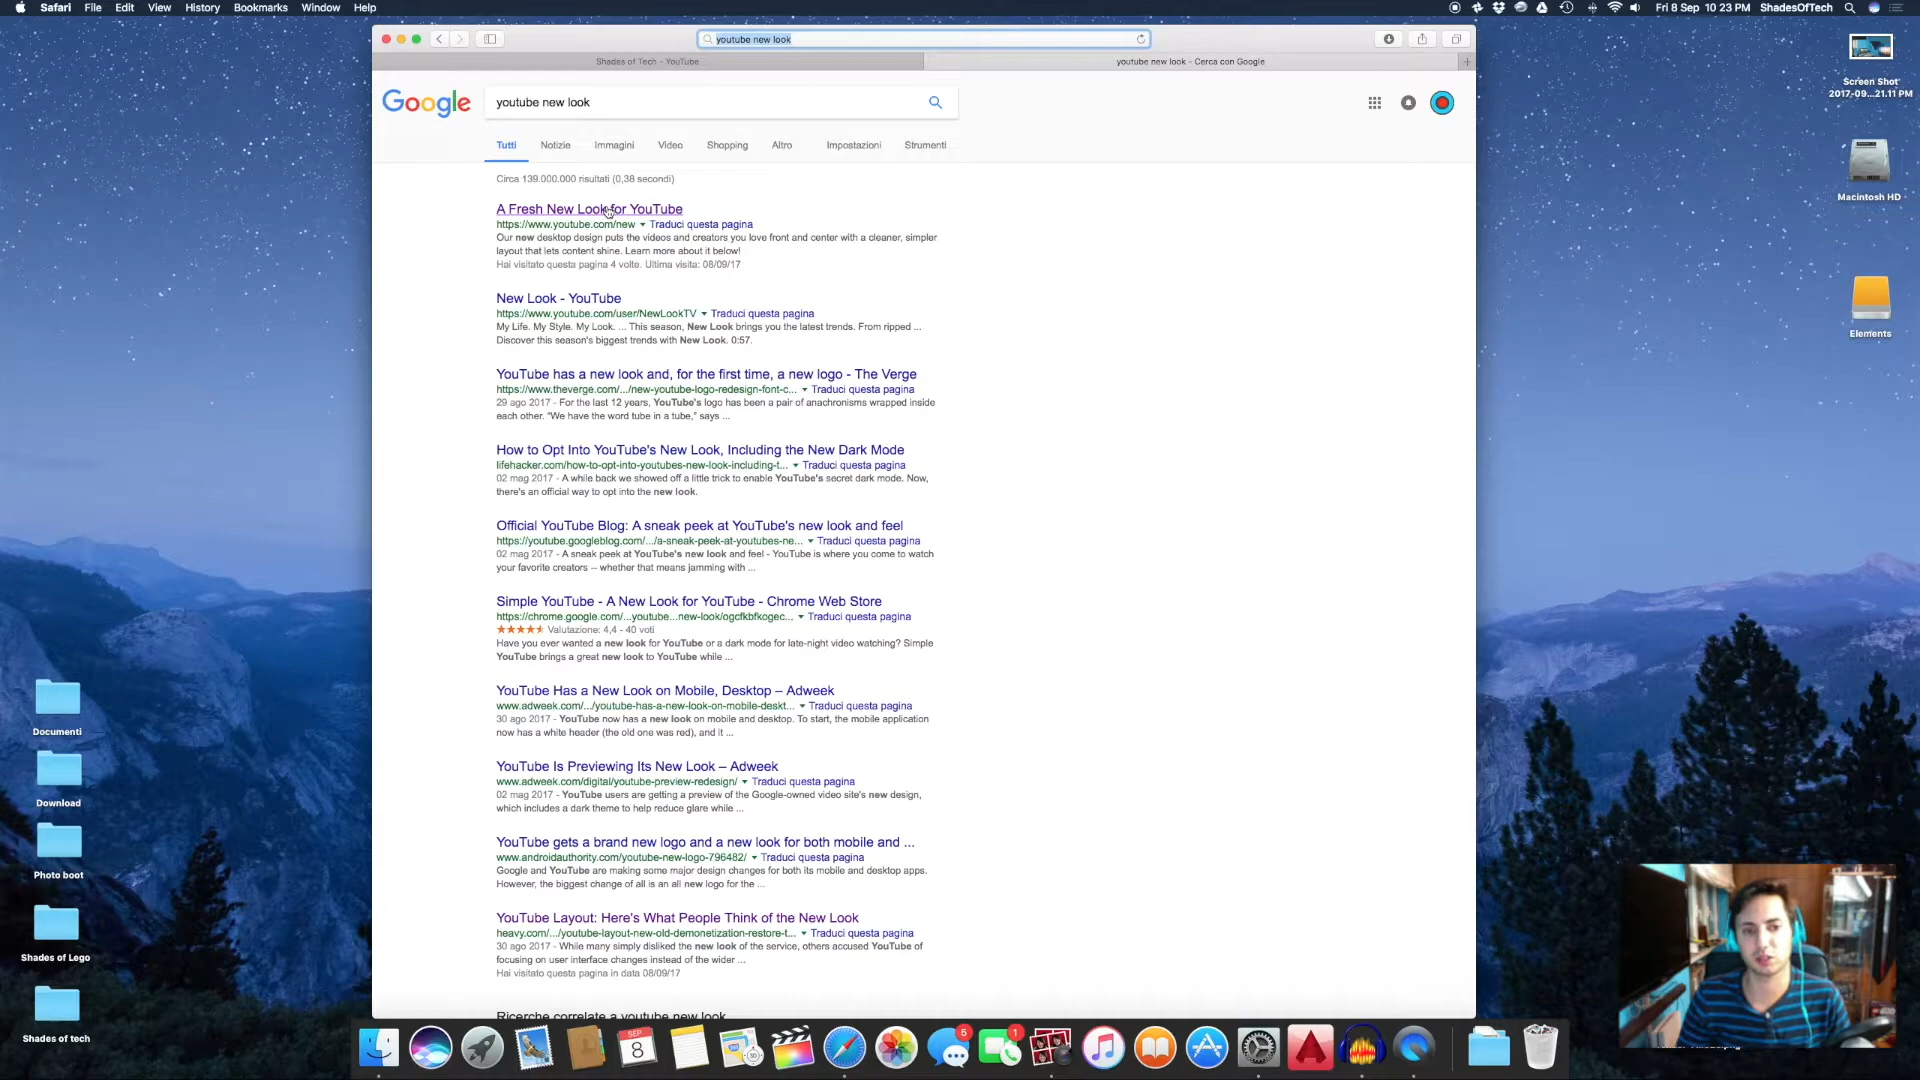 Safari File Edit View History Bookmarks Window Help
Fri 8 Sep 10:23 PM ShadesOfTech
youtube new look
Shades of Tech - YouTube
youtube new look - Cerca con Google
Google
youtube new look
Tutti Notizie Immagini Video Shopping Altro Impostazioni Strumenti
Circa 139.000.000 risultati (0,38 secondi)
A Fresh New Look for YouTube
https://www.youtube.com/new Traduci questa pagina
Our new desktop design puts the videos and creators you love front and center with a cleaner, simpler
layout that lets content shine. Learn more about it below!
Hai visitato questa pagina 4 volte. Ultima visita: 08/09/17
New Look - YouTube
https://www.youtube.com/user/NewLookTV Traduci questa pagina
My Life. My Style. My Look. ... This season, New Look brings you the latest trends. From ripped ...
Discover this season's biggest trends with New Look. 0:57.
YouTube has a new look and, for the first time, a new logo - The Verge
https://www.theverge.com/.../new-youtube-logo-redesign-font-c... Traduci questa pagina
29 ago 2017 - For the last 12 years, YouTube's logo has been a pair of anachronisms wrapped inside
each other. "We have the word tube in a tube," says ...
How to Opt Into YouTube's New Look, Including the New Dark Mode
lifehacker.com/how-to-opt-into-youtubes-new-look-including-t... Traduci questa pagina
02 mag 2017 - A while back we showed off a little trick to enable YouTube's secret dark mode. Now,
there's an official way to opt into the new look.
Official YouTube Blog: A sneak peek at YouTube's new look and feel
https://youtube.googleblog.com/.../a-sneak-peek-at-youtubes-ne... Traduci questa pagina
02 mag 2017 - A sneak peek at YouTube's new look and feel - YouTube is where you come to watch
your favorite creators -- whether that means jamming with ...
Simple YouTube - A New Look for YouTube - Chrome Web Store
https://chrome.google.com/...youtube...new-look/ogcfkbfkogec... Traduci questa pagina
Valutazione: 4,4 - 40 voti
Have you ever wanted a new look for YouTube or a dark mode for late-night video watching? Simple
YouTube brings a great new look to YouTube while ...
YouTube Has a New Look on Mobile, Desktop – Adweek
www.adweek.com/.../youtube-has-a-new-look-on-mobile-deskt... Traduci questa pagina
30 ago 2017 - YouTube now has a new look on mobile and desktop. To start, the mobile application
now has a white header (the old one was red), and it ...
YouTube Is Previewing Its New Look – Adweek
www.adweek.com/digital/youtube-preview-redesign/ Traduci questa pagina
02 mag 2017 - YouTube users are getting a preview of the Google-owned video site's new design,
which includes a dark theme to help reduce glare while ...
YouTube gets a brand new logo and a new look for both mobile and ...
www.androidauthority.com/youtube-new-logo-796482/ Traduci questa pagina
Google and YouTube are making some major design changes for both its mobile and desktop apps.
However, the biggest change of all is an all new logo for the ...
YouTube Layout: Here's What People Think of the New Look
heavy.com/.../youtube-layout-new-old-demonetization-restore-t... Traduci questa pagina
30 ago 2017 - While many simply disliked the new look of the service, others accused YouTube of
focusing on user interface changes instead of the wider ...
Hai visitato questa pagina in data 08/09/17
Ricerche correlate a youtube new look
Screen Shot
2017-09...21.11 PM
Macintosh HD
Elements
Documenti
Download
Photo boot
Shades of Lego
Shades of tech
SEP
8
3D
5
1